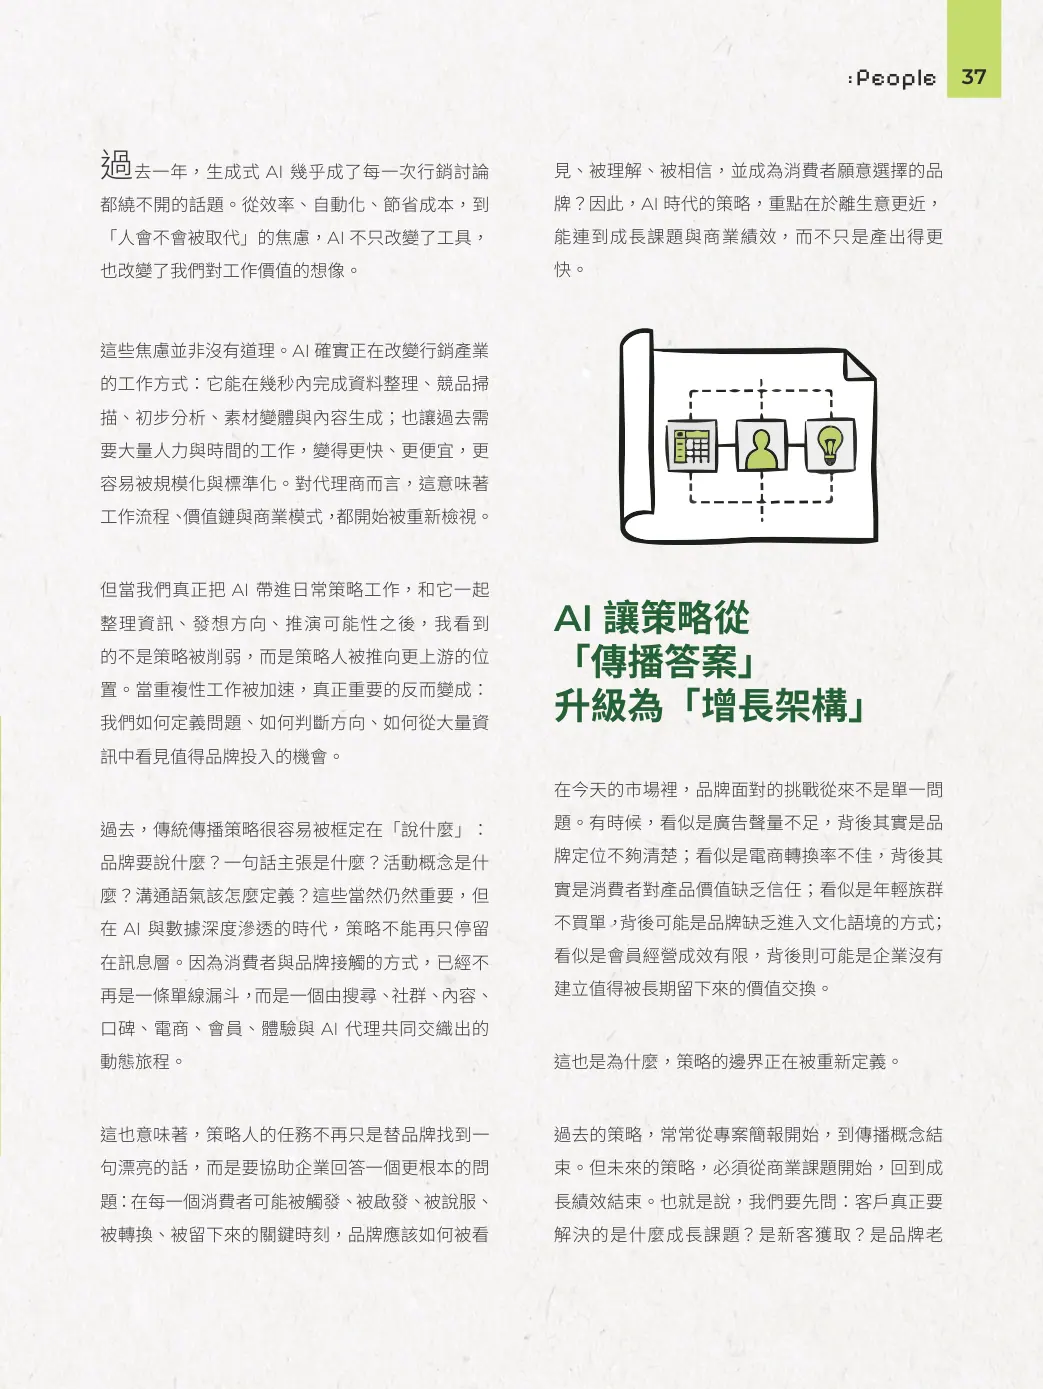 :People 37
過去一年，生成式 AI 幾乎成了每一次行銷討論
都繞不開的話題。從效率、自動化、節省成本，到
「人會不會被取代」的焦慮，AI 不只改變了工具，
也改變了我們對工作價值的想像。
這些焦慮並非沒有道理。AI 確實正在改變行銷產業
的工作方式：它能在幾秒內完成資料整理、競品掃
描、初步分析、素材變體與內容生成；也讓過去需
要大量人力與時間的工作，變得更快、更便宜，更
容易被規模化與標準化。對代理商而言，這意味著
工作流程、價值鏈與商業模式，都開始被重新檢視。
但當我們真正把 AI 帶進日常策略工作，和它一起
整理資訊、發想方向、推演可能性之後，我看到
的不是策略被削弱，而是策略人被推向更上游的位
置。當重複性工作被加速，真正重要的反而變成：
我們如何定義問題、如何判斷方向、如何從大量資
訊中看見值得品牌投入的機會。
過去，傳統傳播策略很容易被框定在「說什麼」：
品牌要說什麼？一句話主張是什麼？活動概念是什
麼？溝通語氣該怎麼定義？這些當然仍然重要，但
在 AI 與數據深度滲透的時代，策略不能再只停留
在訊息層。因為消費者與品牌接觸的方式，已經不
再是一條單線漏斗，而是一個由搜尋、社群、內容、
口碑、電商、會員、體驗與 AI 代理共同交織出的
動態旅程。
這也意味著，策略人的任務不再只是替品牌找到一
句漂亮的話，而是要協助企業回答一個更根本的問
題：在每一個消費者可能被觸發、被啟發、被說服、
被轉換、被留下來的關鍵時刻，品牌應該如何被看
見、被理解、被相信，並成為消費者願意選擇的品
牌？因此，AI 時代的策略，重點在於離生意更近，
能連到成長課題與商業績效，而不只是產出得更
快。
AI 讓策略從
「傳播答案」
升級為「增長架構」
在今天的市場裡，品牌面對的挑戰從來不是單一問
題。有時候，看似是廣告聲量不足，背後其實是品
牌定位不夠清楚；看似是電商轉換率不佳，背後其
實是消費者對產品價值缺乏信任；看似是年輕族群
不買單，背後可能是品牌缺乏進入文化語境的方式；
看似是會員經營成效有限，背後則可能是企業沒有
建立值得被長期留下來的價值交換。
這也是為什麼，策略的邊界正在被重新定義。
過去的策略，常常從專案簡報開始，到傳播概念結
束。但未來的策略，必須從商業課題開始，回到成
長績效結束。也就是說，我們要先問：客戶真正要
解決的是什麼成長課題？是新客獲取？是品牌老